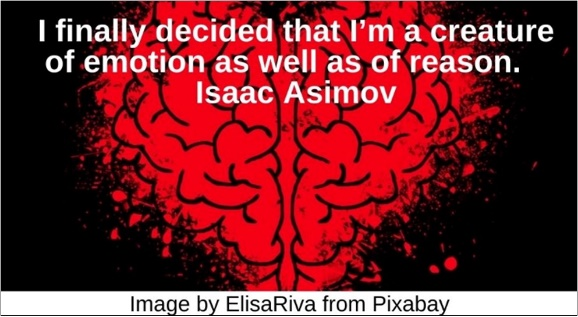 I finally decided that I'm a creature
of emotion as well as of reason.
Isaac Asimov
Image by ElisaRiva from Pixabay